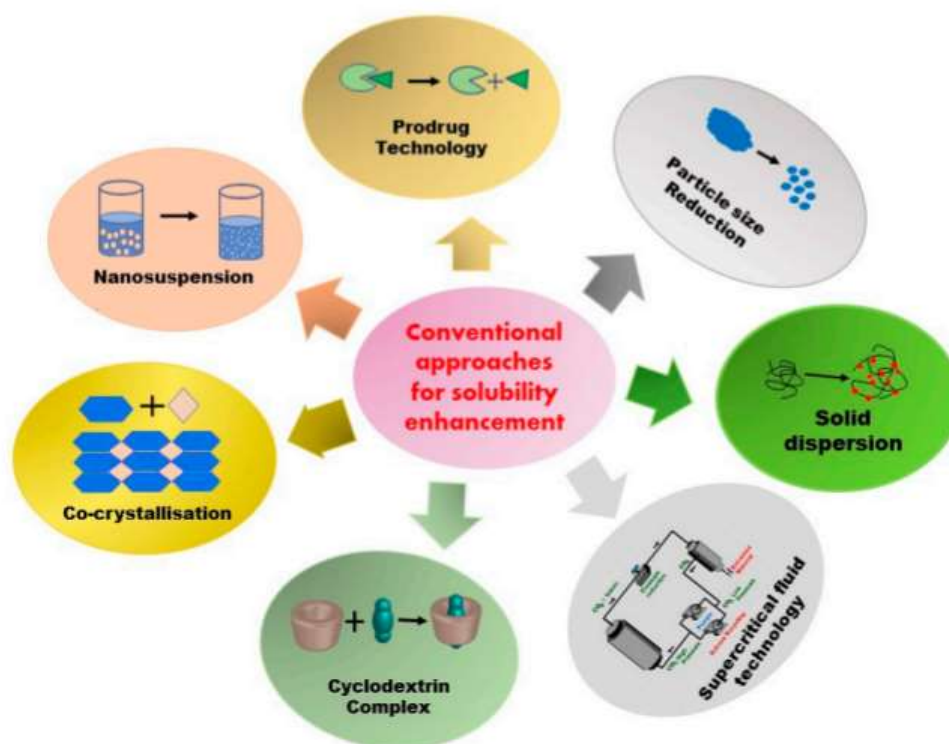 Conventional
approaches
for solubility
enhancement
Prodrug
Technology
Particle size
Reduction
Solid
dispersion
Supercritical fluid
technology
Cyclodextrin
Complex
Co-crystallisation
Nanosuspension
+
+
+